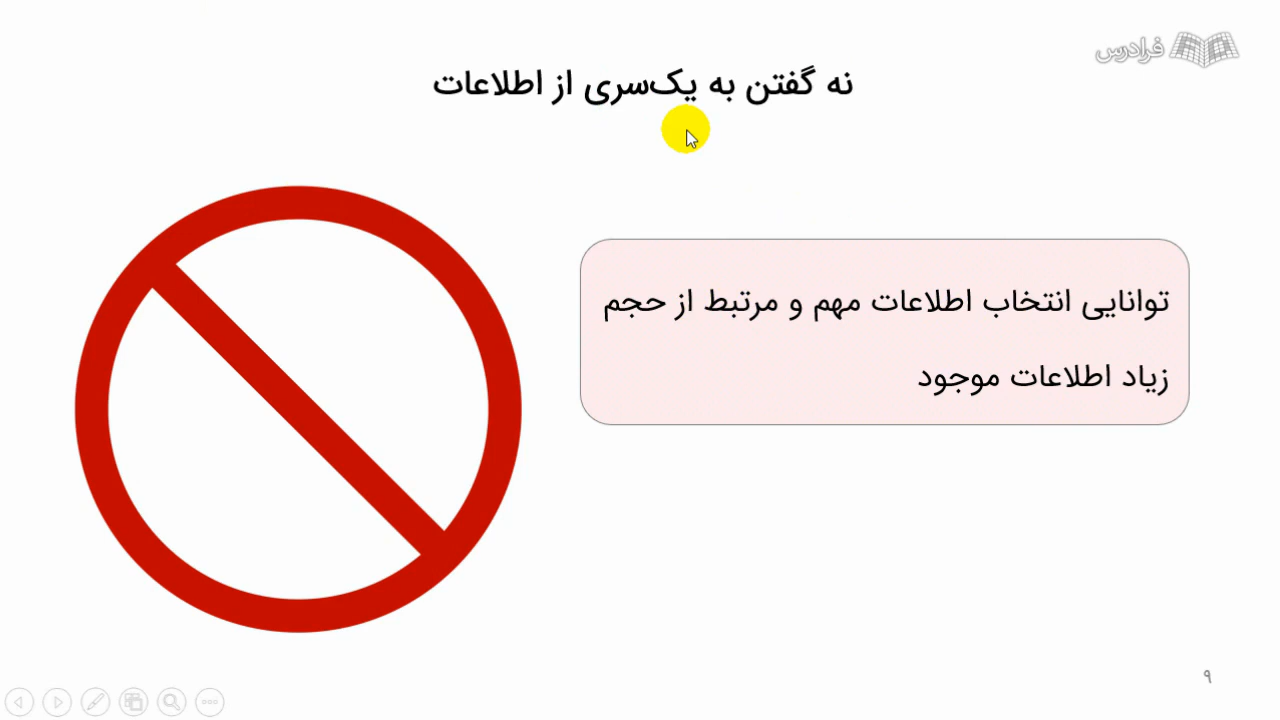 فرادرس
نه گفتن به یک‌سری از اطلاعات
توانایی انتخاب اطلاعات مهم و مرتبط از حجم
زیاد اطلاعات موجود
۹